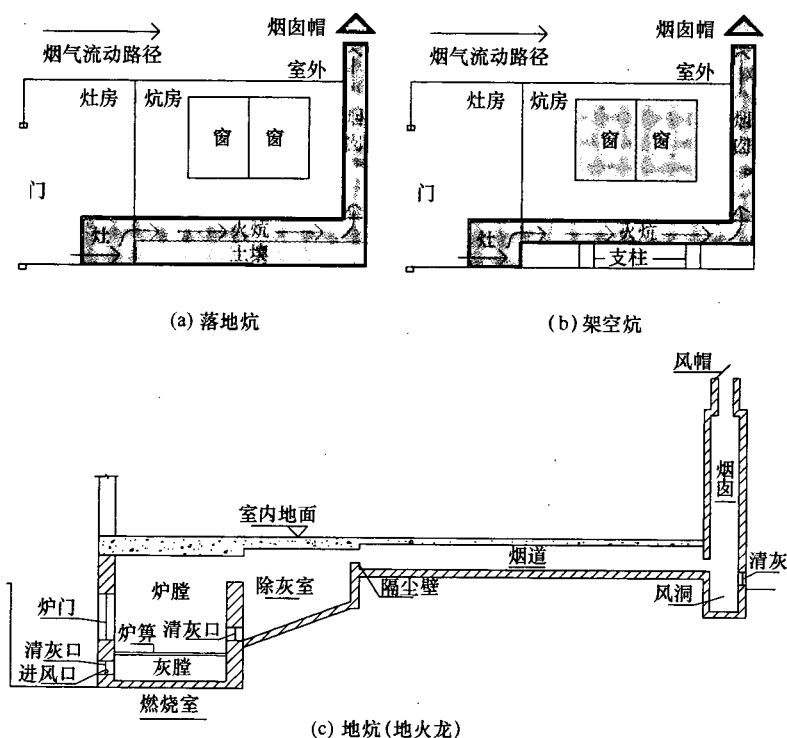 烟囱帽
烟气流动路径
室外
灶房
炕房
窗
窗
烟囱
门
灶
火炕
土壤
(a) 落地炕
烟囱帽
烟气流动路径
室外
灶房
炕房
窗
窗
烟囱
门
灶
火炕
支柱
(b) 架空炕
风帽
烟囱
室内地面
烟道
清灰
炉膛
除灰室
隔尘壁
风洞
炉门
炉箅
清灰口
清灰口
灰膛
进风口
燃烧室
(c) 地炕(地火龙)